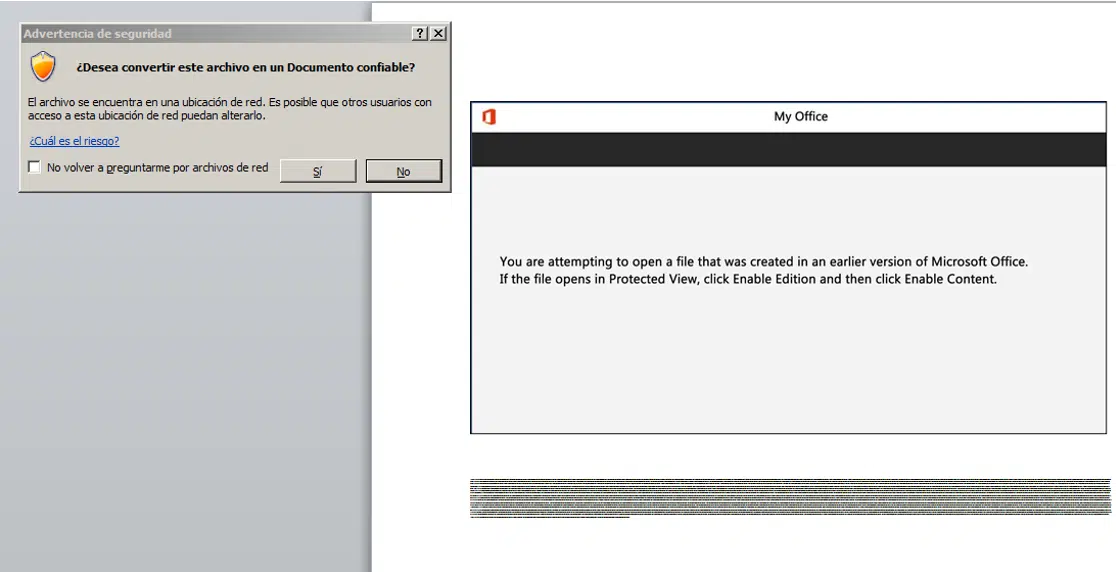 Advertencia de seguridad
¿Desea convertir este archivo en un Documento confiable?
El archivo se encuentra en una ubicación de red. Es posible que otros usuarios con
acceso a esta ubicación de red puedan alterarlo.
¿Cuál es el riesgo?
No volver a preguntarme por archivos de red
Sí
No
My Office
You are attempting to open a file that was created in an earlier version of Microsoft Office.
If the file opens in Protected View, click Enable Edition and then click Enable Content.